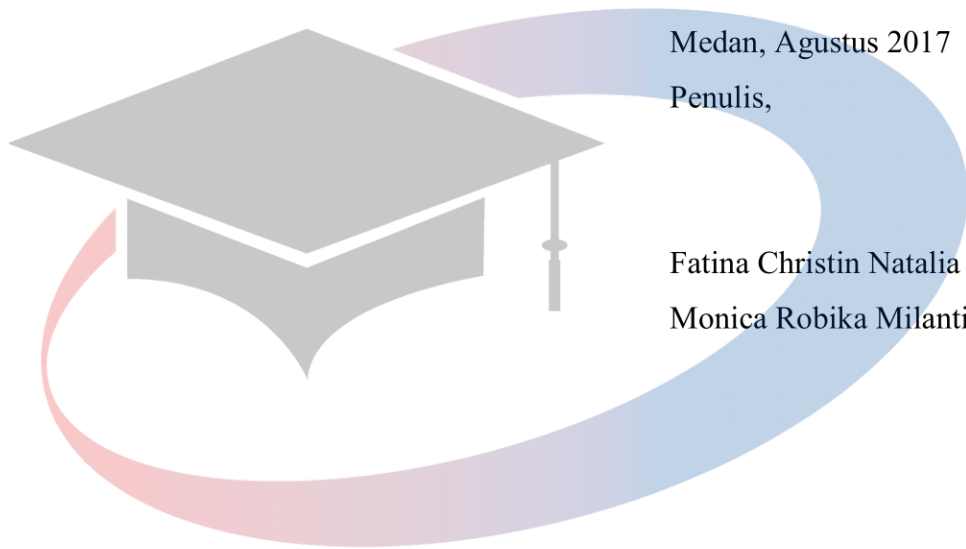 Medan, Agustus 2017
Penulis,
Fatina Christin Natalia
Monica Robika Milanti